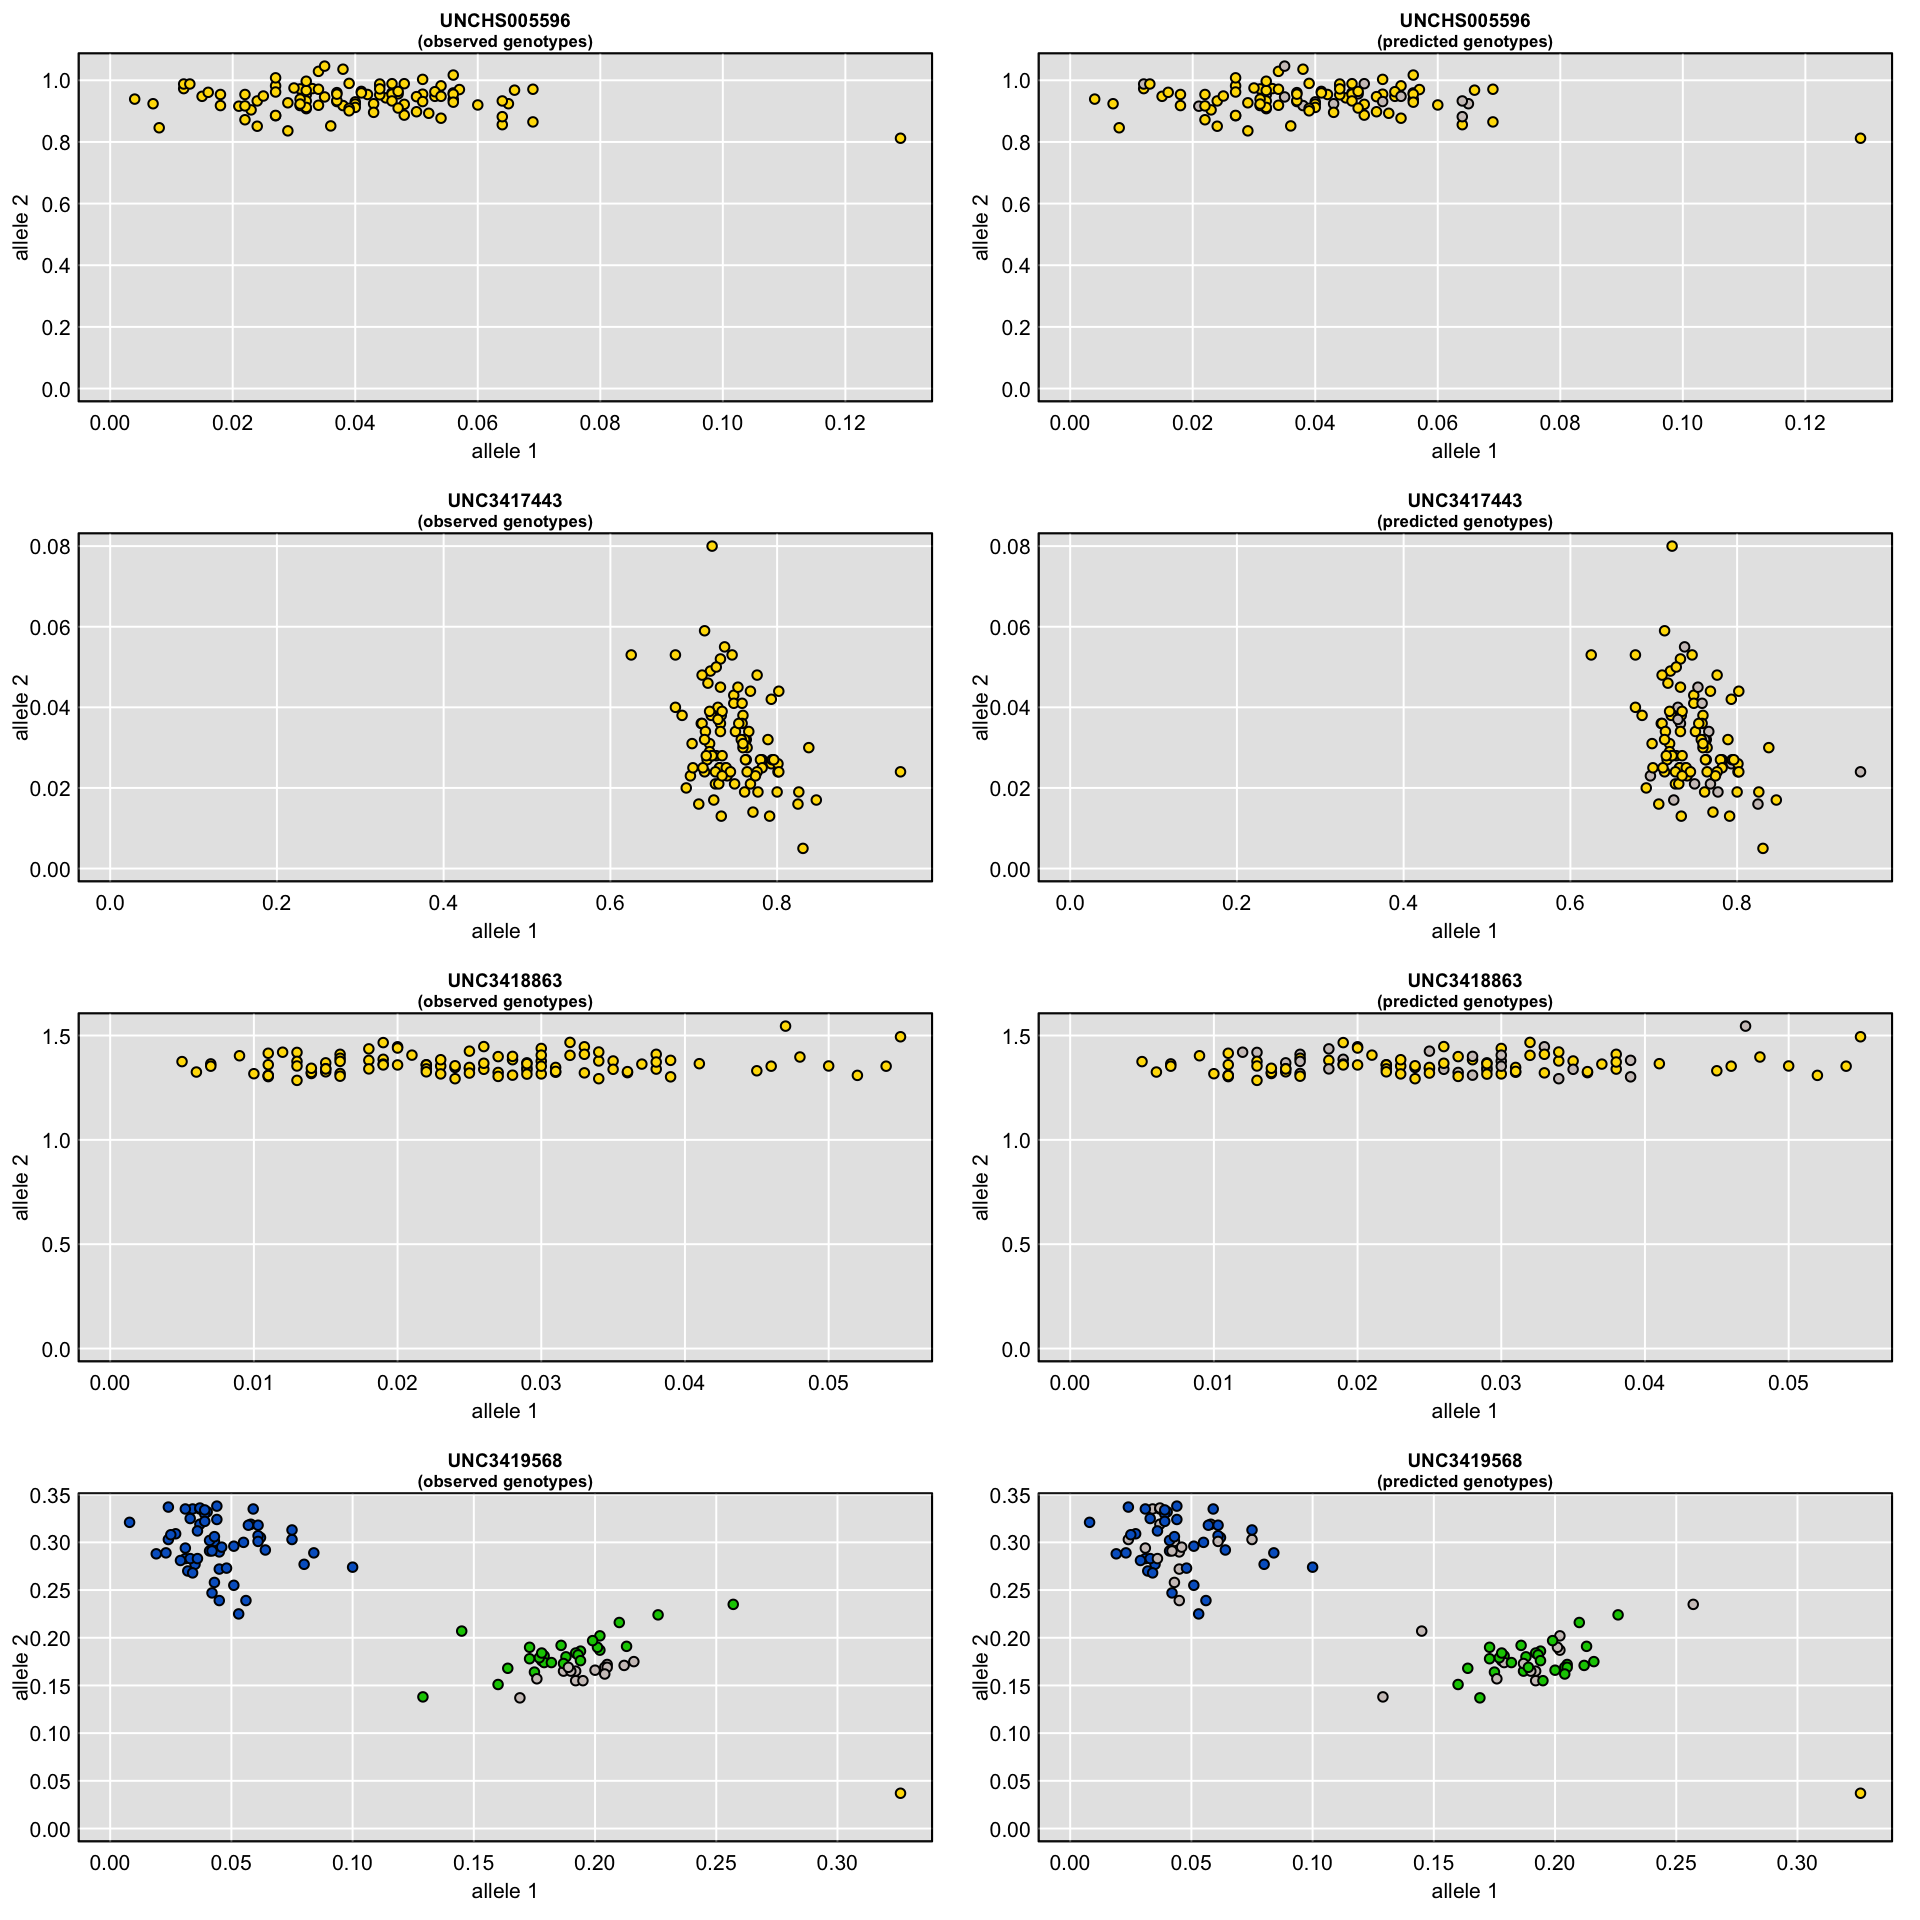 UNCHS005596
(observed genotypes)
1.0
0.8
0.6
0.4
0.2
0.0
allele 2
0.00 0.02 0.04 0.06 0.08 0.10 0.12
allele 1
UNCHS005596
(predicted genotypes)
1.0
0.8
0.6
0.4
0.2
0.0
allele 2
0.00 0.02 0.04 0.06 0.08 0.10 0.12
allele 1
UNC3417443
(observed genotypes)
0.08
0.06
0.04
0.02
0.00
allele 2
0.0 0.2 0.4 0.6 0.8
allele 1
UNC3417443
(predicted genotypes)
0.08
0.06
0.04
0.02
0.00
allele 2
0.0 0.2 0.4 0.6 0.8
allele 1
UNC3418863
(observed genotypes)
1.5
1.0
0.5
0.0
allele 2
0.00 0.01 0.02 0.03 0.04 0.05
allele 1
UNC3418863
(predicted genotypes)
1.5
1.0
0.5
0.0
allele 2
0.00 0.01 0.02 0.03 0.04 0.05
allele 1
UNC3419568
(observed genotypes)
0.35
0.30
0.25
0.20
0.15
0.10
0.05
0.00
allele 2
0.00 0.05 0.10 0.15 0.20 0.25 0.30
allele 1
UNC3419568
(predicted genotypes)
0.35
0.30
0.25
0.20
0.15
0.10
0.05
0.00
allele 2
0.00 0.05 0.10 0.15 0.20 0.25 0.30
allele 1